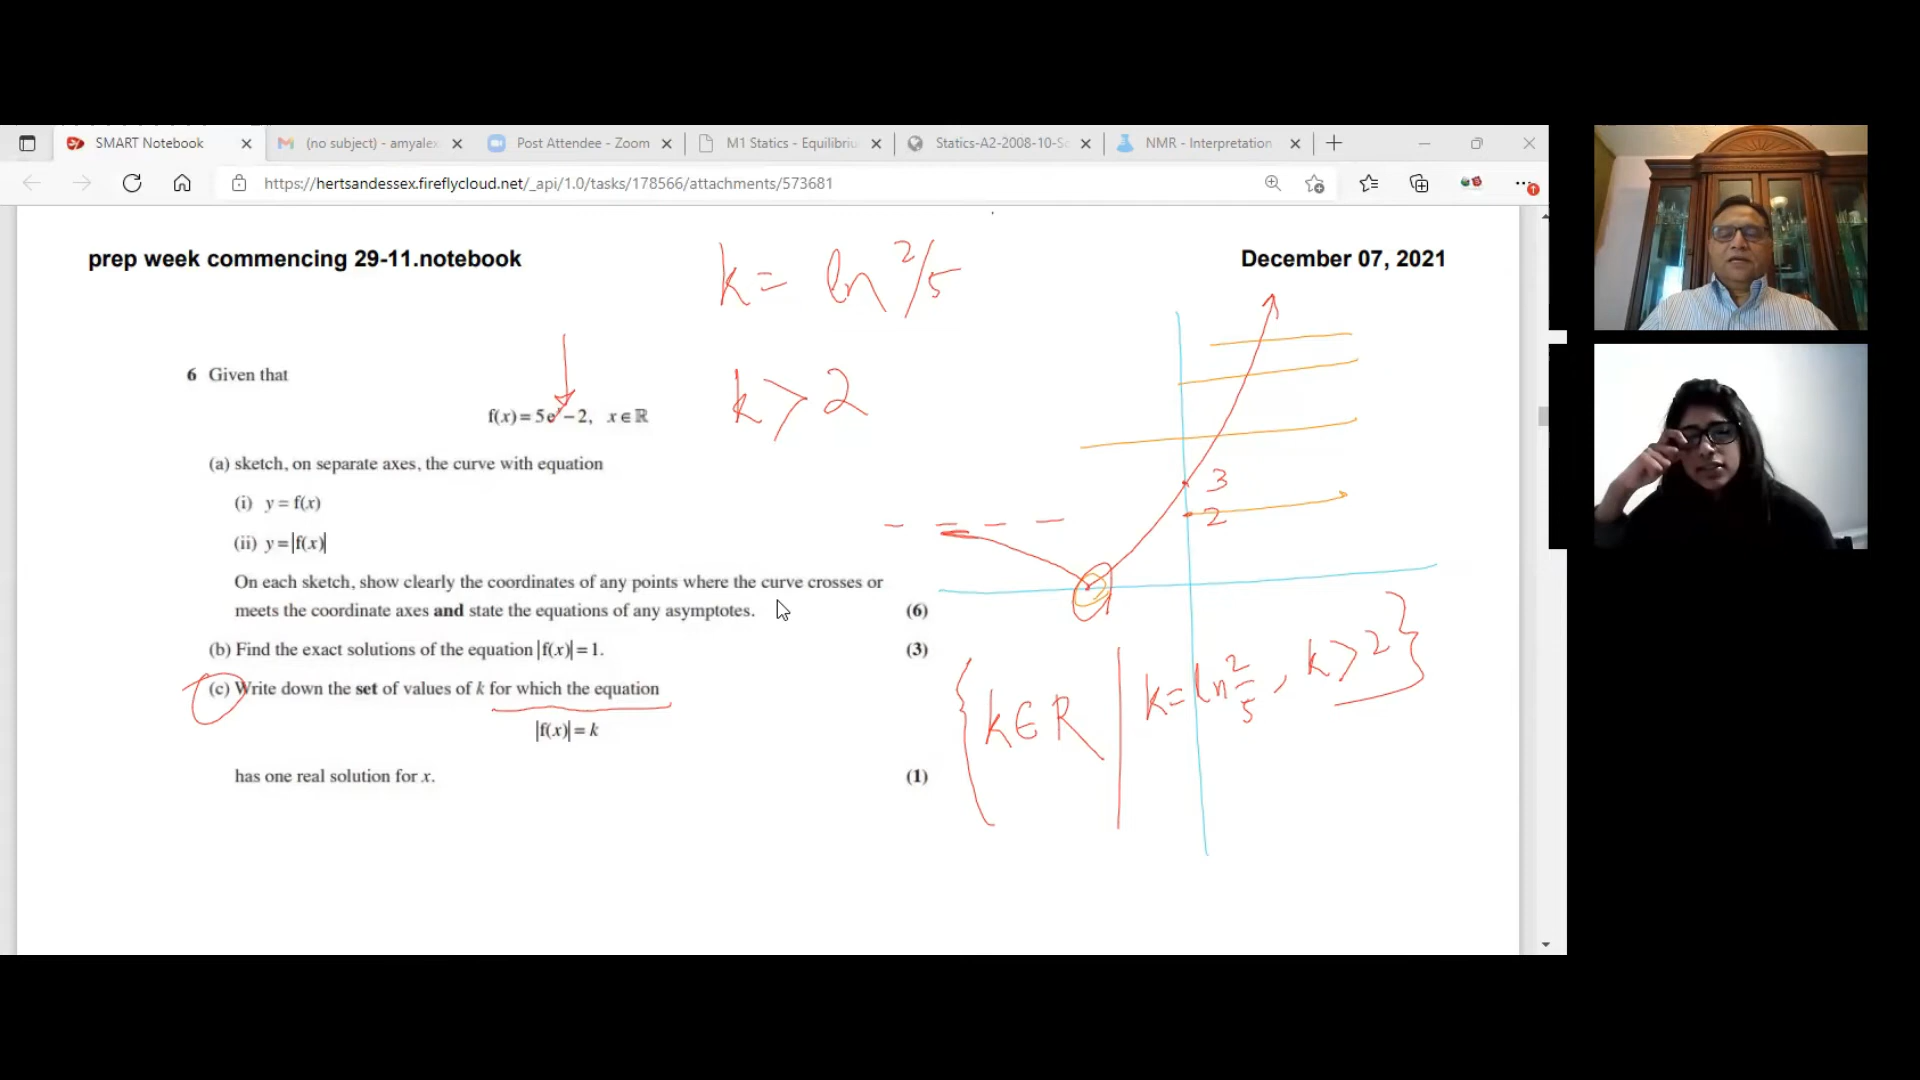 SMART Notebook
(no subject) - amyalex
Post Attendee - Zoom
M1 Statics - Equilibriu
Statics-A2-2008-10-So
NMR - Interpretation
https://hertsandessex.fireflycloud.net/_api/1.0/tasks/178566/attachments/573681
prep week commencing 29-11.notebook
December 07, 2021
k = ln 2/5
k > 2
6 Given that
f(x) = 5eˣ – 2, x ∈ ℝ
(a) sketch, on separate axes, the curve with equation
(i) y = f(x)
(ii) y = |f(x)|
On each sketch, show clearly the coordinates of any points where the curve crosses or
meets the coordinate axes and state the equations of any asymptotes.
(6)
(b) Find the exact solutions of the equation |f(x)| = 1.
(3)
(c) Write down the set of values of k for which the equation
|f(x)| = k
has one real solution for x.
(1)
3
2
{k ∈ R | k = ln 2/5, k > 2}